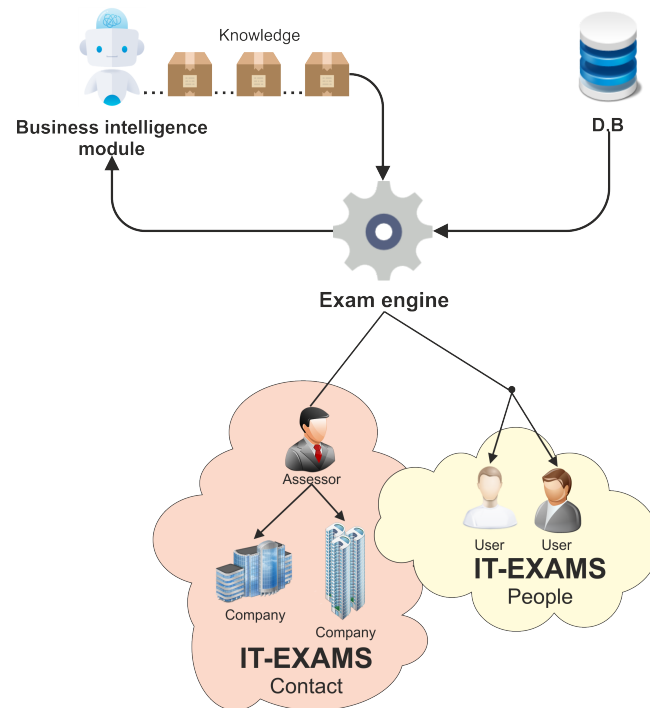 Knowledge
Business intelligence
module
D.B
Exam engine
Assessor
Company
Company
IT-EXAMS
Contact
User
User
IT-EXAMS
People